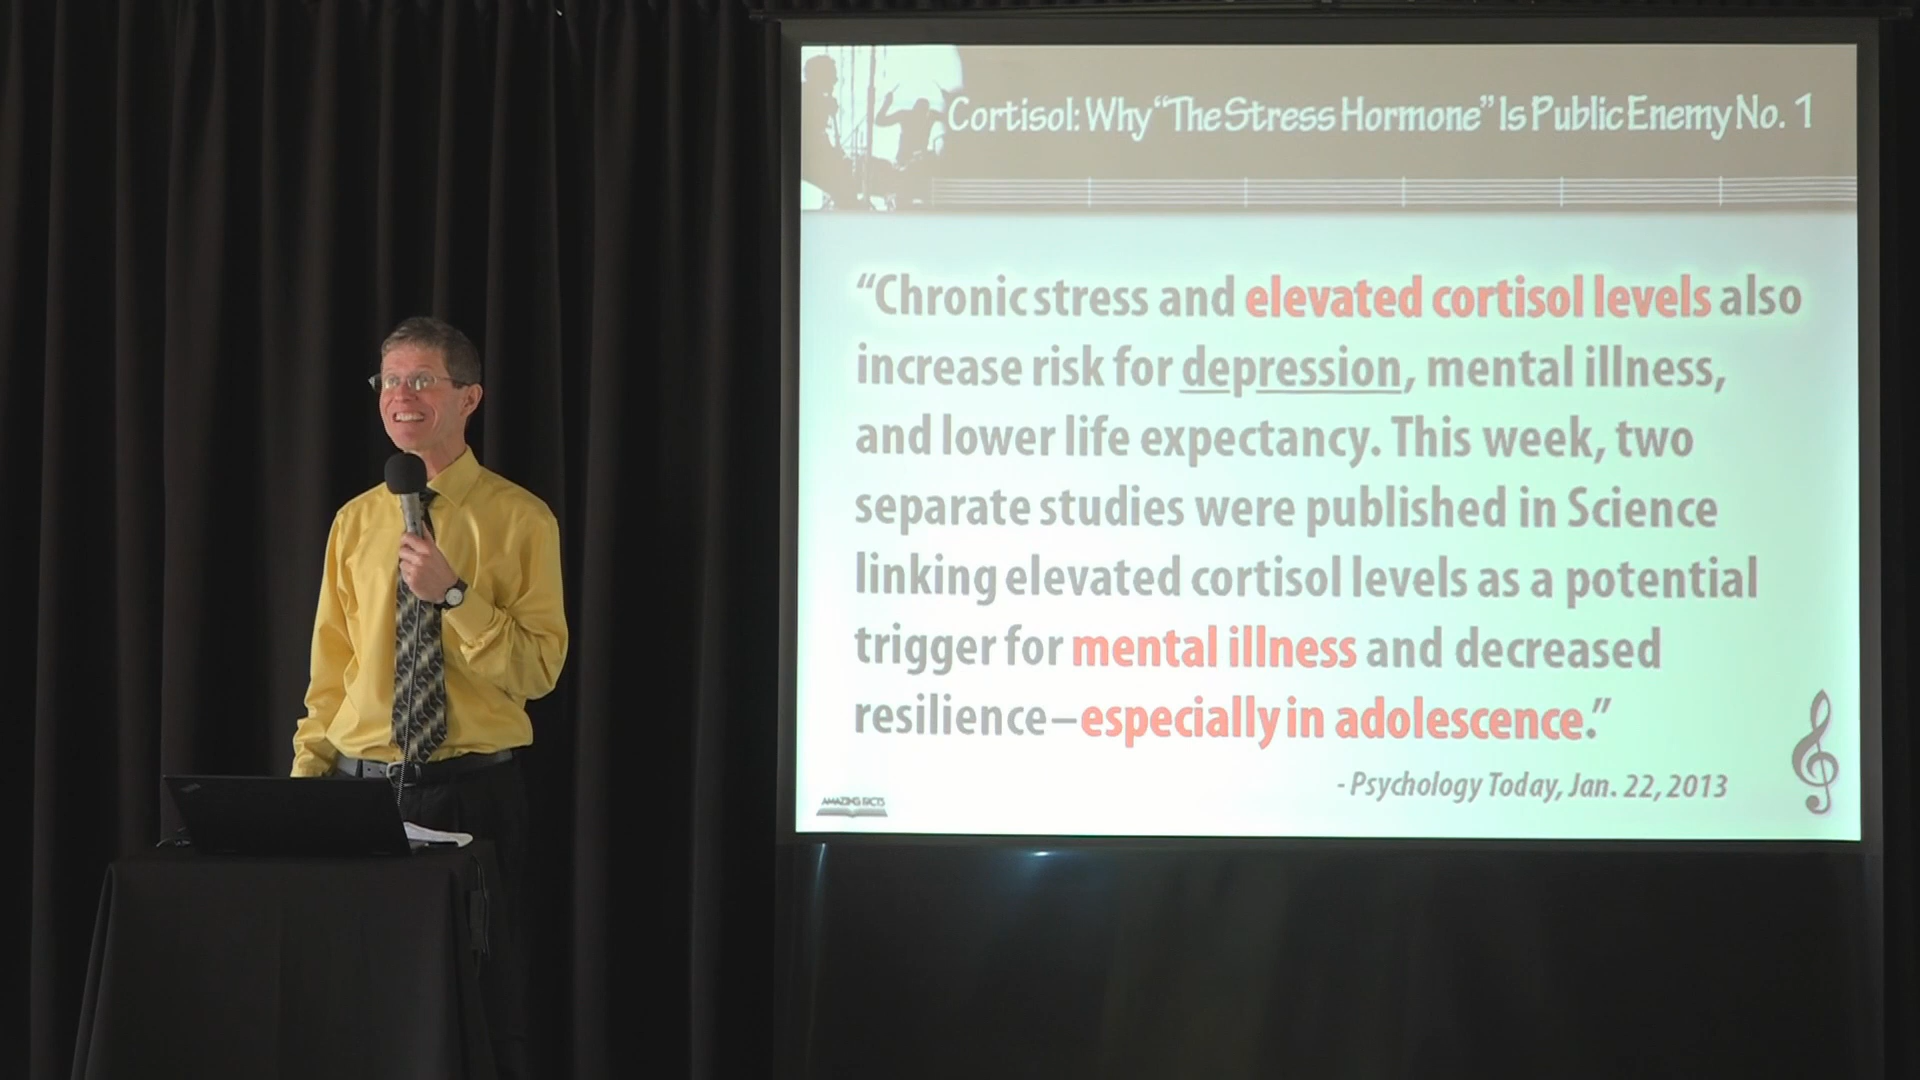 Cortisol: Why “The Stress Hormone” Is Public Enemy No. 1
“Chronic stress and elevated cortisol levels also
increase risk for depression, mental illness,
and lower life expectancy. This week, two
separate studies were published in Science
linking elevated cortisol levels as a potential
trigger for mental illness and decreased
resilience–especially in adolescence.”
- Psychology Today, Jan. 22, 2013
AMAZING FACTS